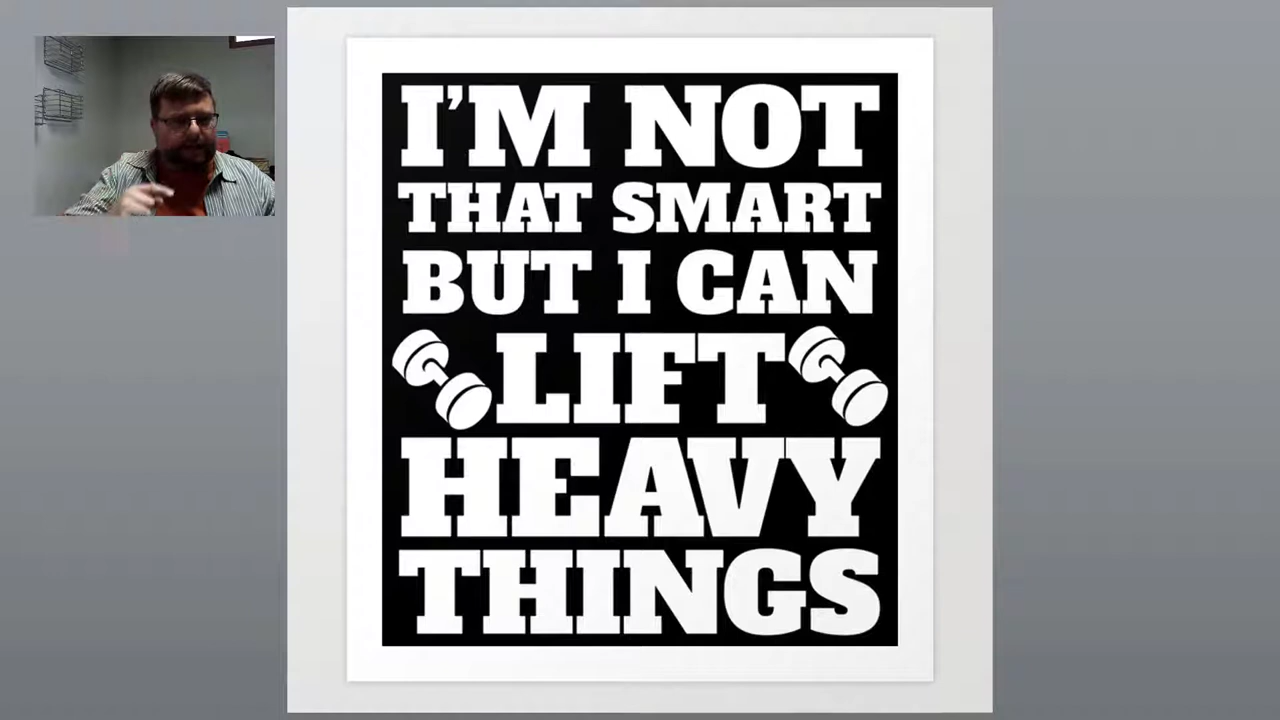 I'M NOT
THAT SMART
BUT I CAN
LIFT
HEAVY
THINGS